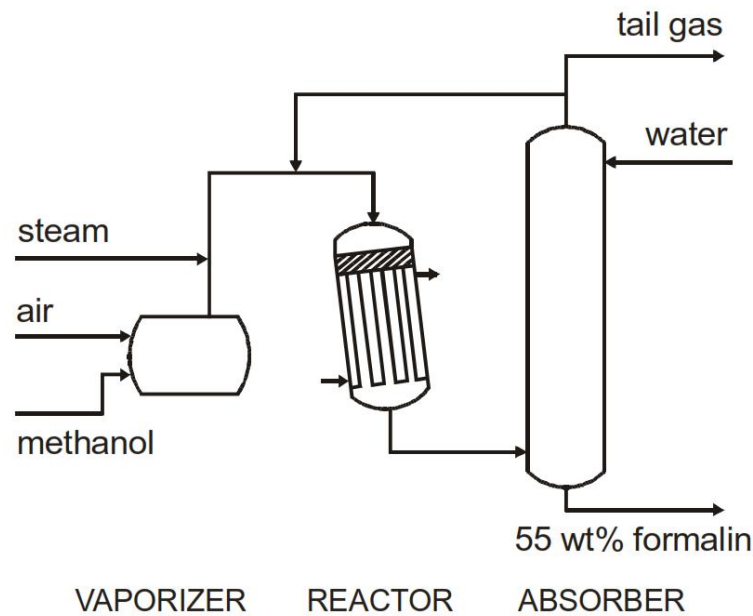 tail gas
water
steam
air
methanol
55 wt% formalin
VAPORIZER REACTOR ABSORBER